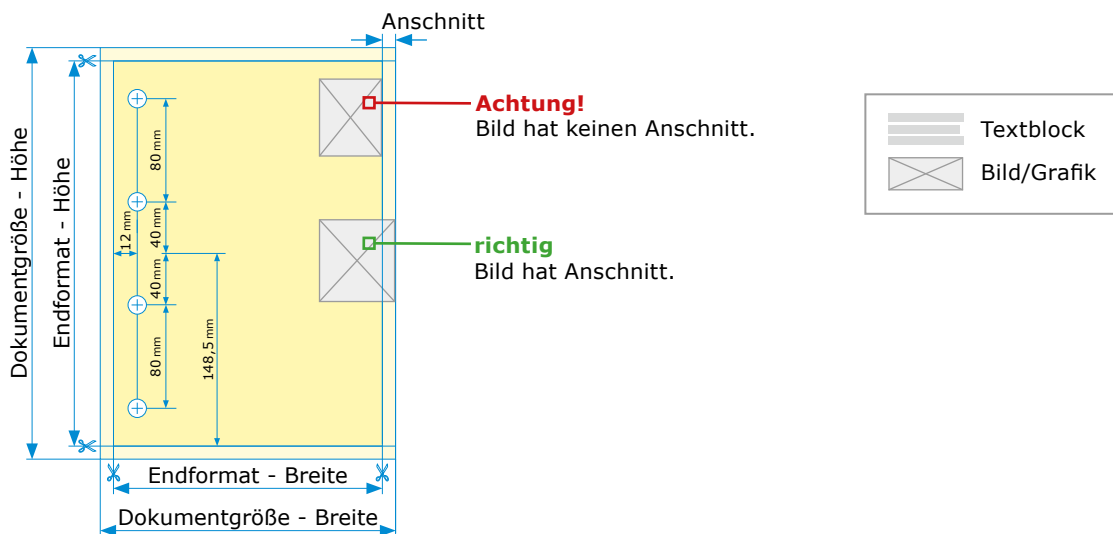 Anschnitt
Achtung!
Bild hat keinen Anschnitt.
Textblock
Bild/Grafik
richtig
Bild hat Anschnitt.
Dokumentgröße - Höhe
Endformat - Höhe
80 mm
12 mm
40 mm
40 mm
80 mm
148,5 mm
Endformat - Breite
Dokumentgröße - Breite